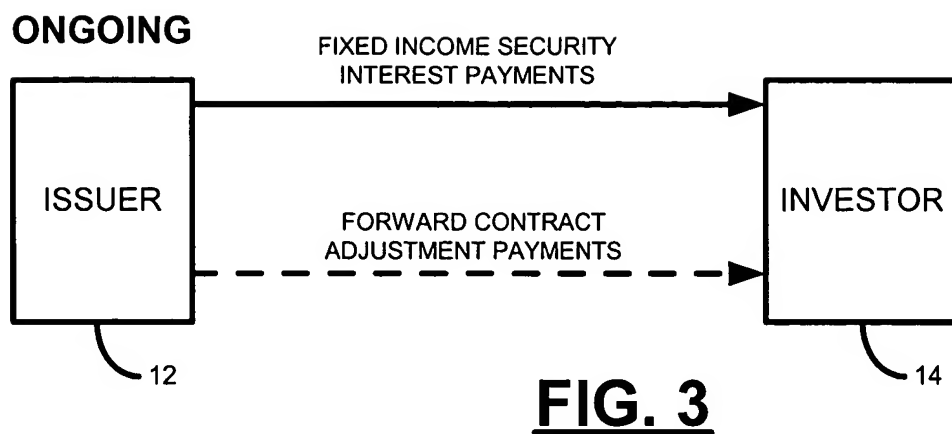 ONGOING
FIXED INCOME SECURITY
INTEREST PAYMENTS
ISSUER
INVESTOR
FORWARD CONTRACT
ADJUSTMENT PAYMENTS
12
14
FIG. 3